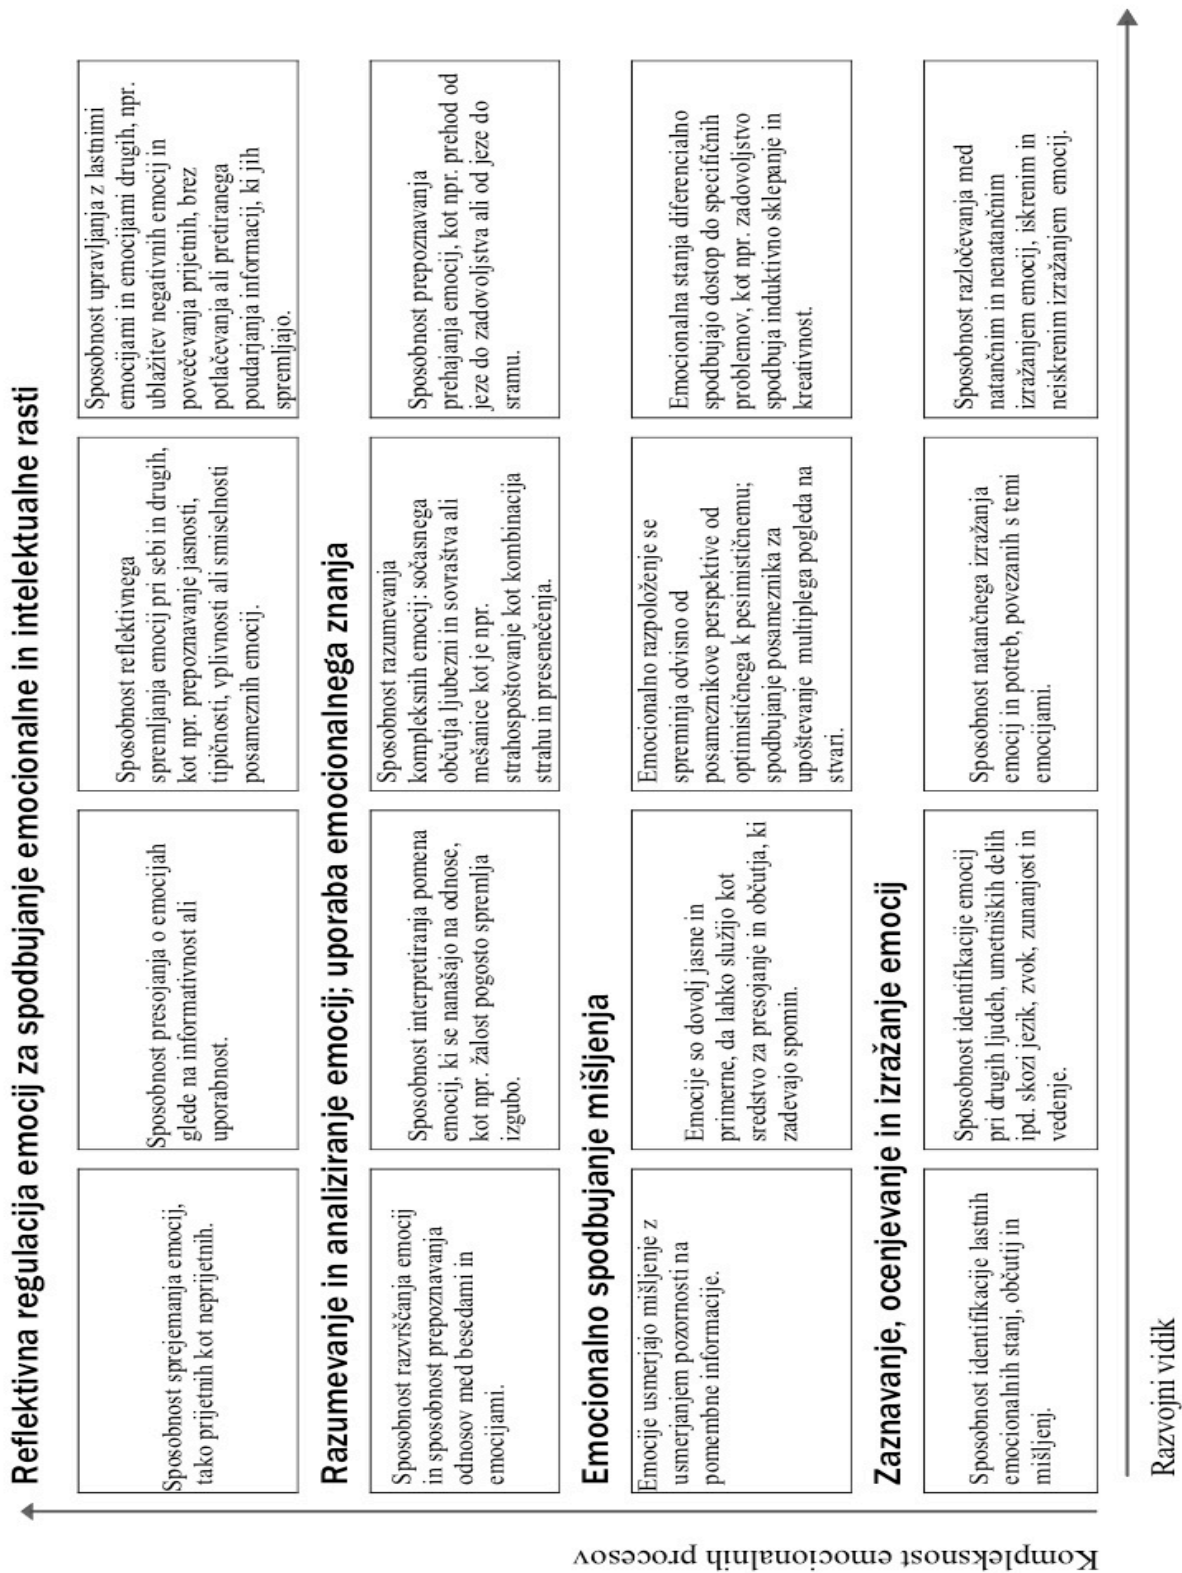 Reflektivna regulacija emocij za spodbujanje emocionalne in intelektualne rasti
Sposobnost sprejemanja emocij,
tako prijetnih kot neprijetnih.
Sposobnost presojanja o emocijah
glede na informativnost ali
uporabnost.
Sposobnost reflektivnega
spremljanja emocij pri sebi in drugih,
kot npr. prepoznavanje jasnosti,
tipičnosti, vplivnosti ali smiselnosti
posameznih emocij.
Sposobnost upravljanja z lastnimi
emocijami in emocijami drugih, npr.
ublažitev negativnih emocij in
povečevanja prijetnih, brez
potlačevanja ali pretiranega
poudarjanja informacij, ki jih
spremljajo.
Razumevanje in analiziranje emocij; uporaba emocionalnega znanja
Sposobnost razvrščanja emocij
in sposobnost prepoznavanja
odnosov med besedami in
emocijami.
Sposobnost interpretiranja pomena
emocij, ki se nanašajo na odnose,
kot npr. žalost pogosto spremlja
izgubo.
Sposobnost razumevanja
kompleksnih emocij: sočasnega
občutja ljubezni in sovraštva ali
mešanice kot je npr.
strahospoštovanje kot kombinacija
strahu in presenečenja.
Sposobnost prepoznavanja
prehajanja emocij, kot npr. prehod od
jeze do zadovoljstva ali od jeze do
sramu.
Emocionalno spodbujanje mišljenja
Emocije usmerjajo mišljenje z
usmerjanjem pozornosti na
pomembne informacije.
Emocije so dovolj jasne in
primerne, da lahko služijo kot
sredstvo za presojanje in občutja, ki
zadevajo spomin.
Emocionalno razpoloženje se
spreminja odvisno od
posameznikove perspektive od
optimističnega k pesimističnemu;
spodbujanje posameznika za
upoštevanje multiplega pogleda na
stvari.
Emocionalna stanja diferencialno
spodbujajo dostop do specifičnih
problemov, kot npr. zadovoljstvo
spodbuja induktivno sklepanje in
kreativnost.
Zaznavanje, ocenjevanje in izražanje emocij
Sposobnost identifikacije lastnih
emocionalnih stanj, občutij in
mišljenj.
Sposobnost identifikacije emocij
pri drugih ljudeh, umetniških delih
ipd. skozi jezik, zvok, zunanjost in
vedenje.
Sposobnost natančnega izražanja
emocij in potreb, povezanih s temi
emocijami.
Sposobnost razločevanja med
natančnim in nenatančnim
izražanjem emocij, iskrenim in
neiskrenim izražanjem emocij.
Kompleksnost emocionalnih procesov
Razvojni vidik